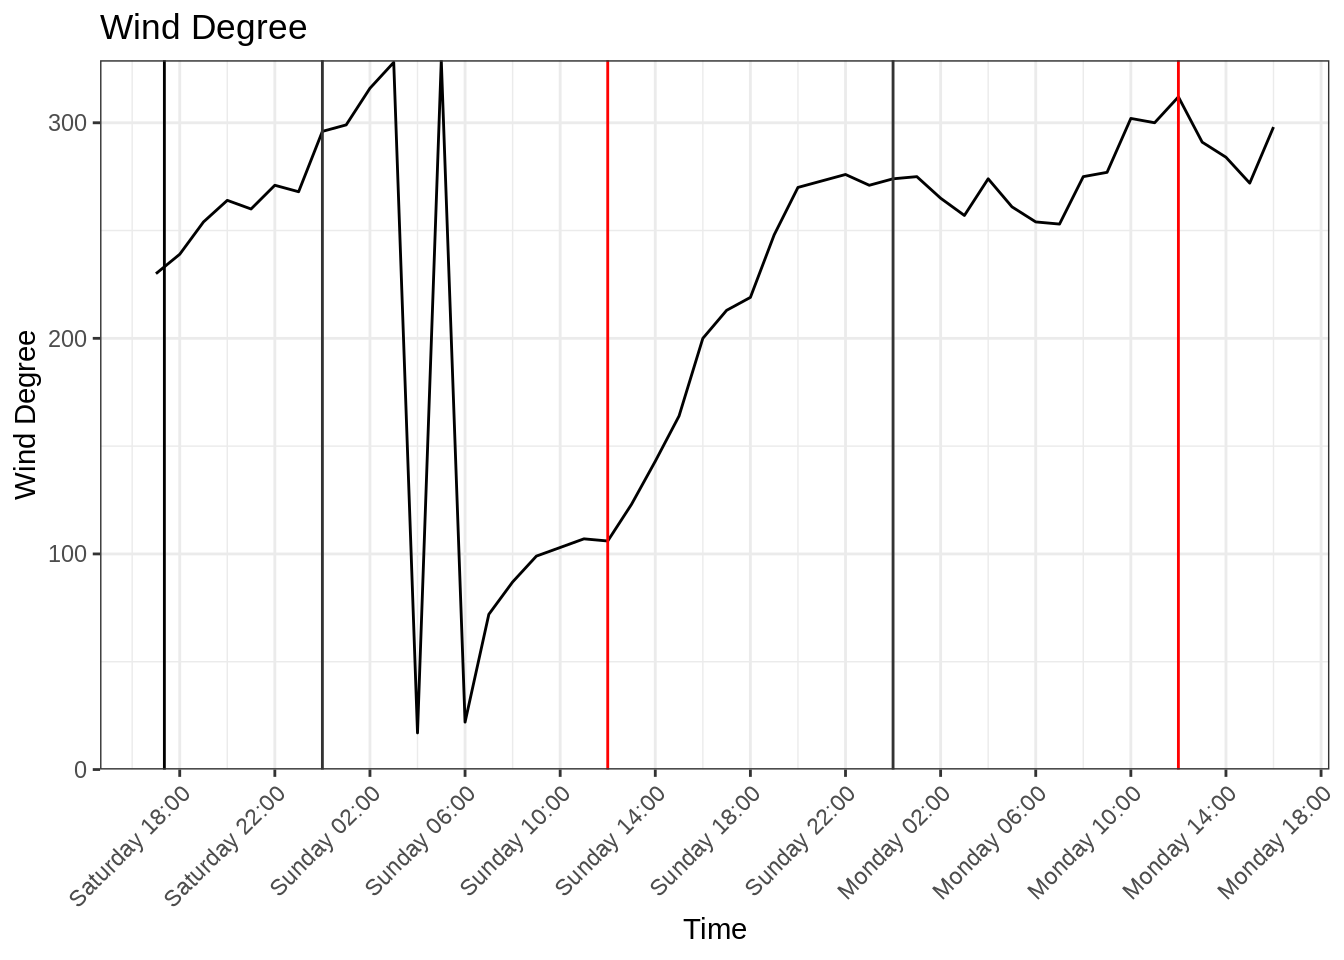 Wind Degree
Wind Degree
300
200
100
0
Saturday 18:00
Saturday 22:00
Sunday 02:00
Sunday 06:00
Sunday 10:00
Sunday 14:00
Sunday 18:00
Sunday 22:00
Monday 02:00
Monday 06:00
Monday 10:00
Monday 14:00
Monday 18:00
Time